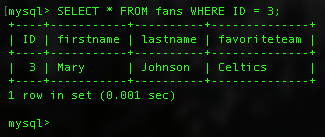 [mysql> SELECT * FROM fans WHERE ID = 3;
+----+-----------+----------+--------------+
| ID | firstname | lastname | favoriteteam |
+----+-----------+----------+--------------+
|  3 | Mary      | Johnson  | Celtics      |
+----+-----------+----------+--------------+
1 row in set (0.001 sec)
mysql>